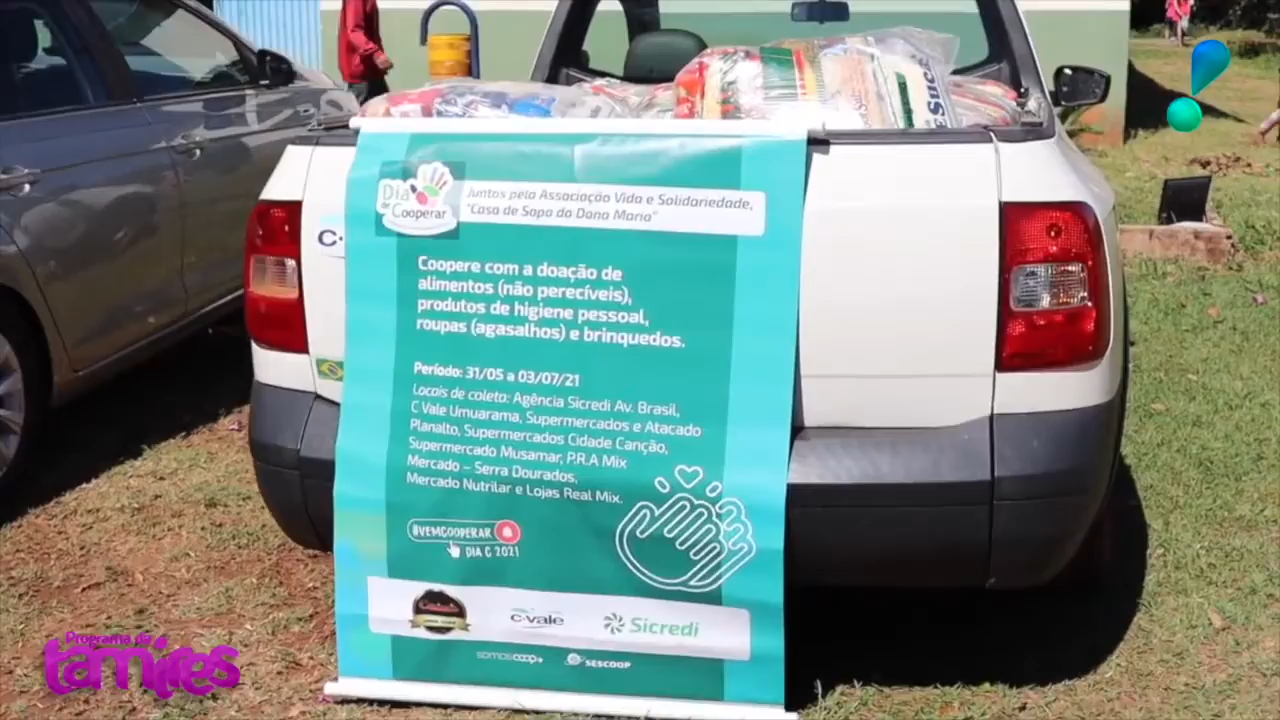 Dia
de Cooperar
Juntos pela Associação Vida e Solidariedade,
"Casa de Sopa da Dona Maria"
Coopere com a doação de
alimentos (não perecíveis),
produtos de higiene pessoal,
roupas (agasalhos) e brinquedos.
Período: 31/05 a 03/07/21
Locais de coleta: Agência Sicredi Av. Brasil,
C Vale Umuarama, Supermercados e Atacado
Planalto, Supermercados Cidade Canção,
Supermercado Musamar, P.R.A Mix
Mercado – Serra Dourados,
Mercado Nutrilar e Lojas Real Mix.
#VEMCOOPERAR
DIA C 2021
C.vale
Sicredi
somoscoop
SESCOOP
Programa da
tamires